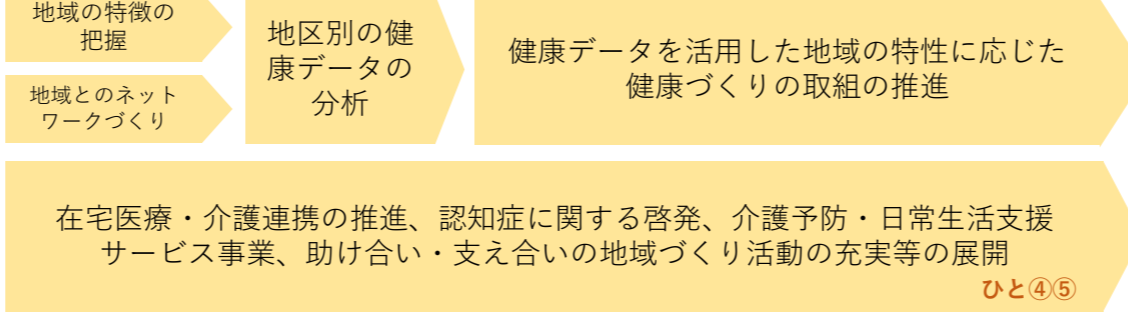 地域の特徴の
把握
地域とのネット
ワークづくり
地区別の健
康データの
分析
健康データを活用した地域の特性に応じた
健康づくりの取組の推進
在宅医療・介護連携の推進、認知症に関する啓発、介護予防・日常生活支援
サービス事業、助け合い・支え合いの地域づくり活動の充実等の展開
ひと④⑤